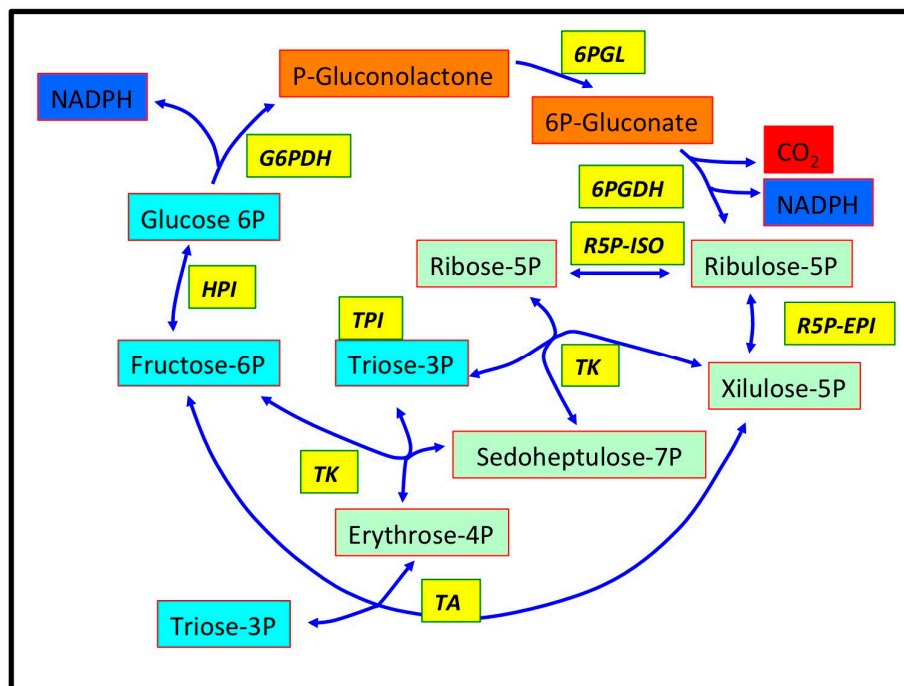 6PGL
P-Gluconolactone
NADPH
6P-Gluconate
CO₂
G6PDH
6PGDH
NADPH
Glucose 6P
R5P-ISO
Ribose-5P
Ribulose-5P
HPI
TPI
R5P-EPI
Fructose-6P
Triose-3P
TK
Xilulose-5P
Sedoheptulose-7P
TK
Erythrose-4P
TA
Triose-3P